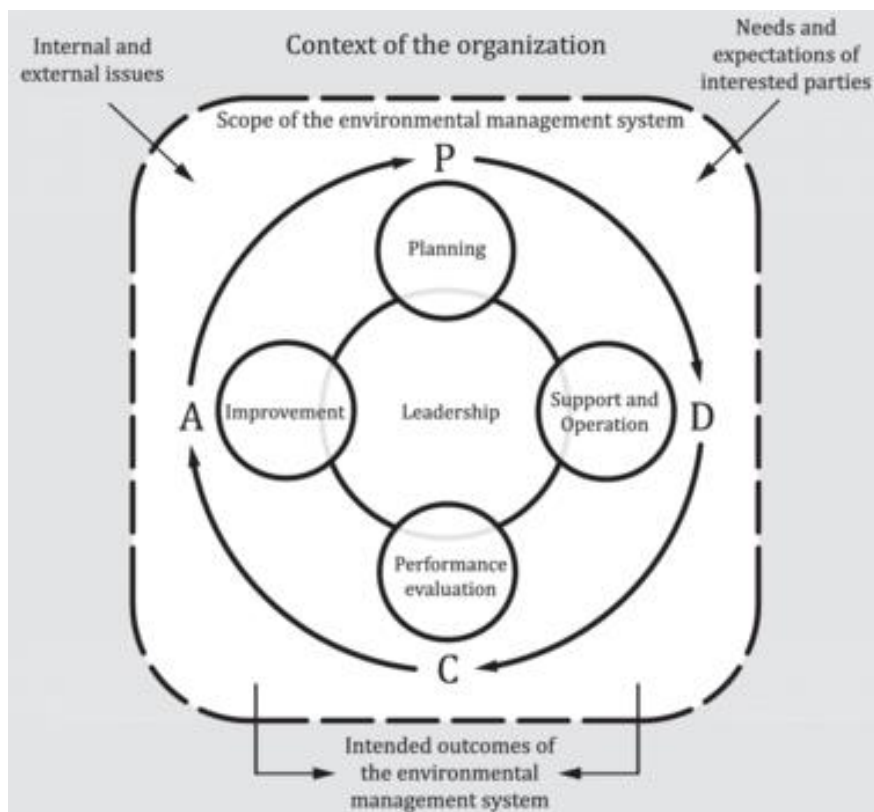 Internal and
external issues
Context of the organization
Needs and
expectations of
interested parties
Scope of the environmental management system
P
Planning
A
Improvement
Leadership
Support and
Operation
D
Performance
evaluation
C
Intended outcomes of
the environmental
management system